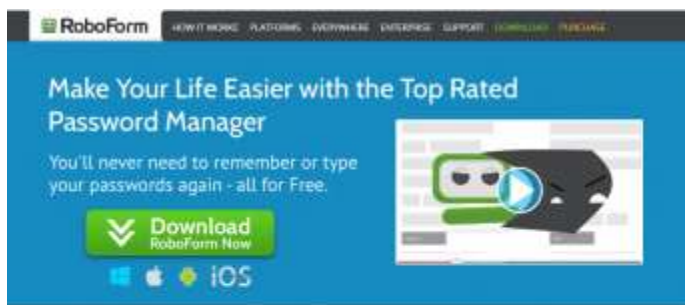 RoboForm
HOW IT WORKS PLATFORMS EVERYWHERE ENTERPRISE SUPPORT DOWNLOAD PURCHASE
Make Your Life Easier with the Top Rated
Password Manager
You'll never need to remember or type
your passwords again - all for Free.
Download
RoboForm Now
iOS